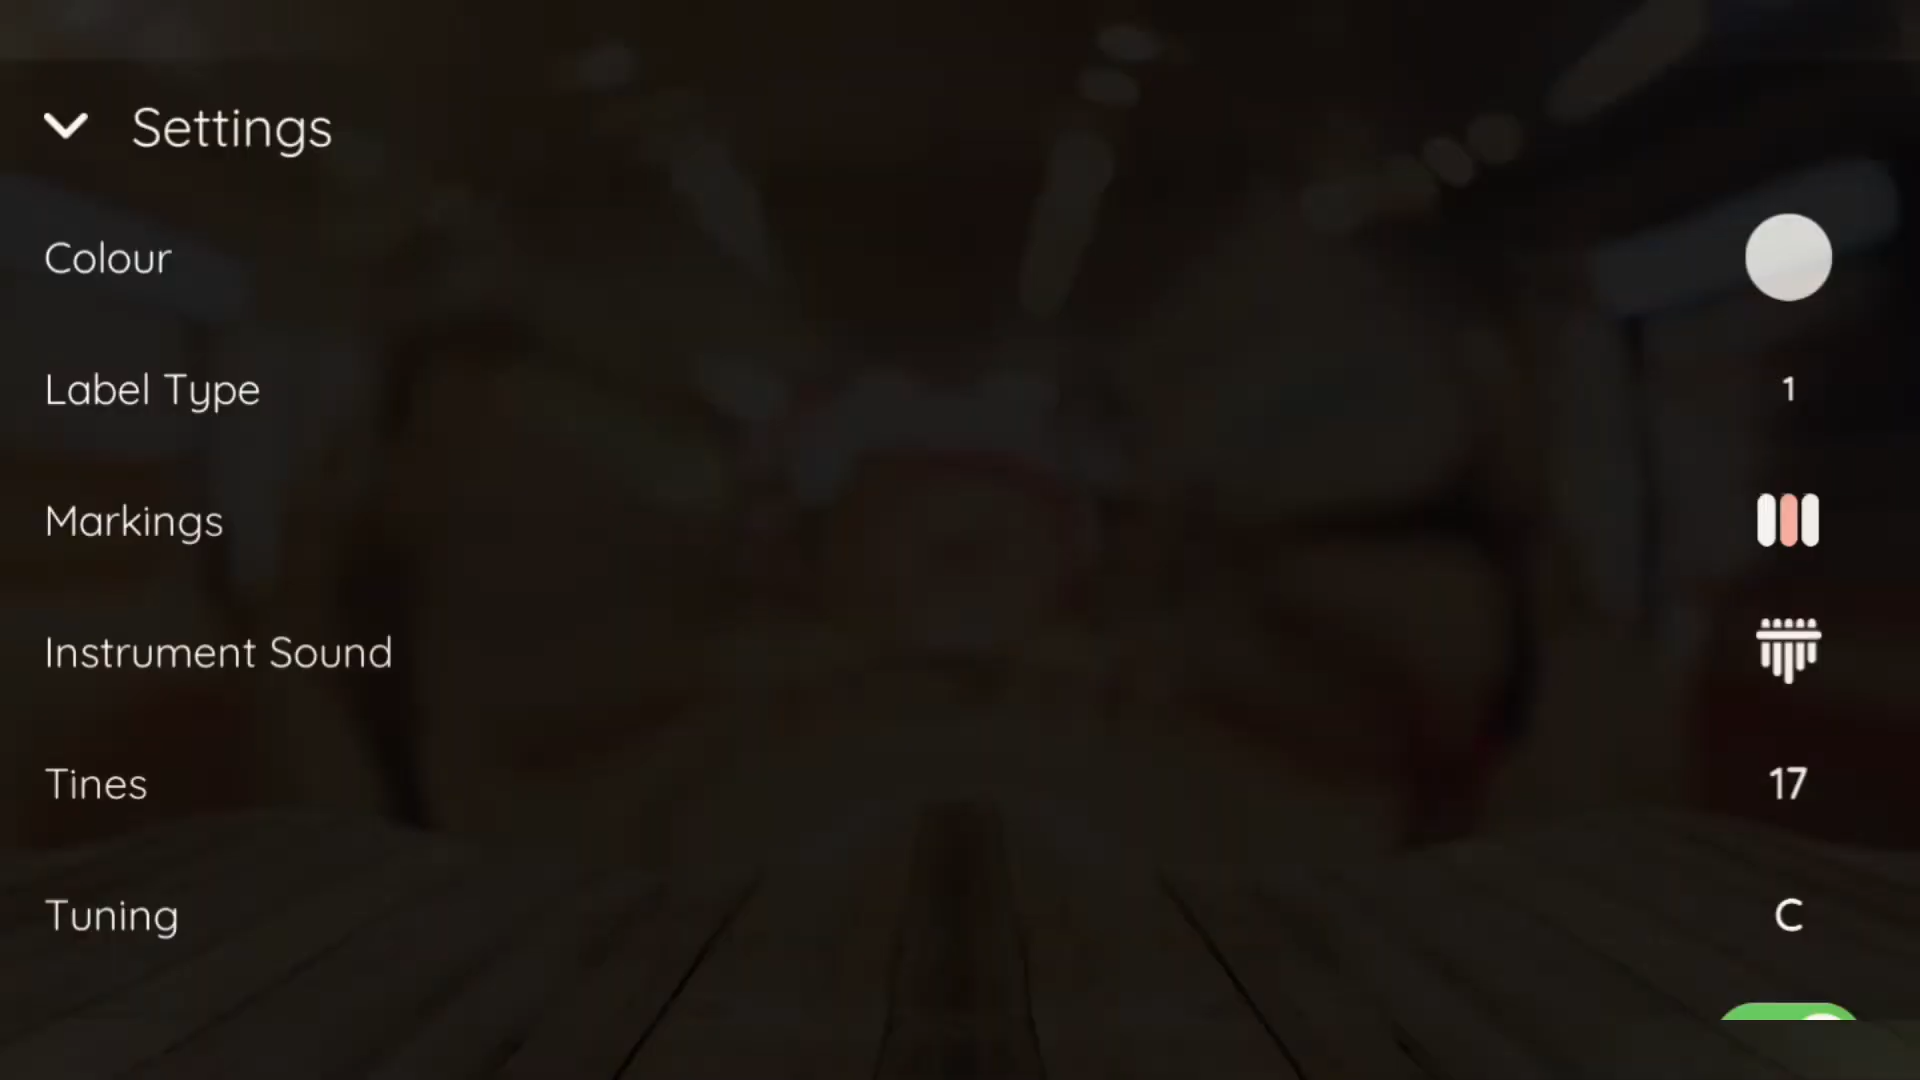 Settings
Colour
Label Type
1
Markings
Instrument Sound
Tines
17
Tuning
C